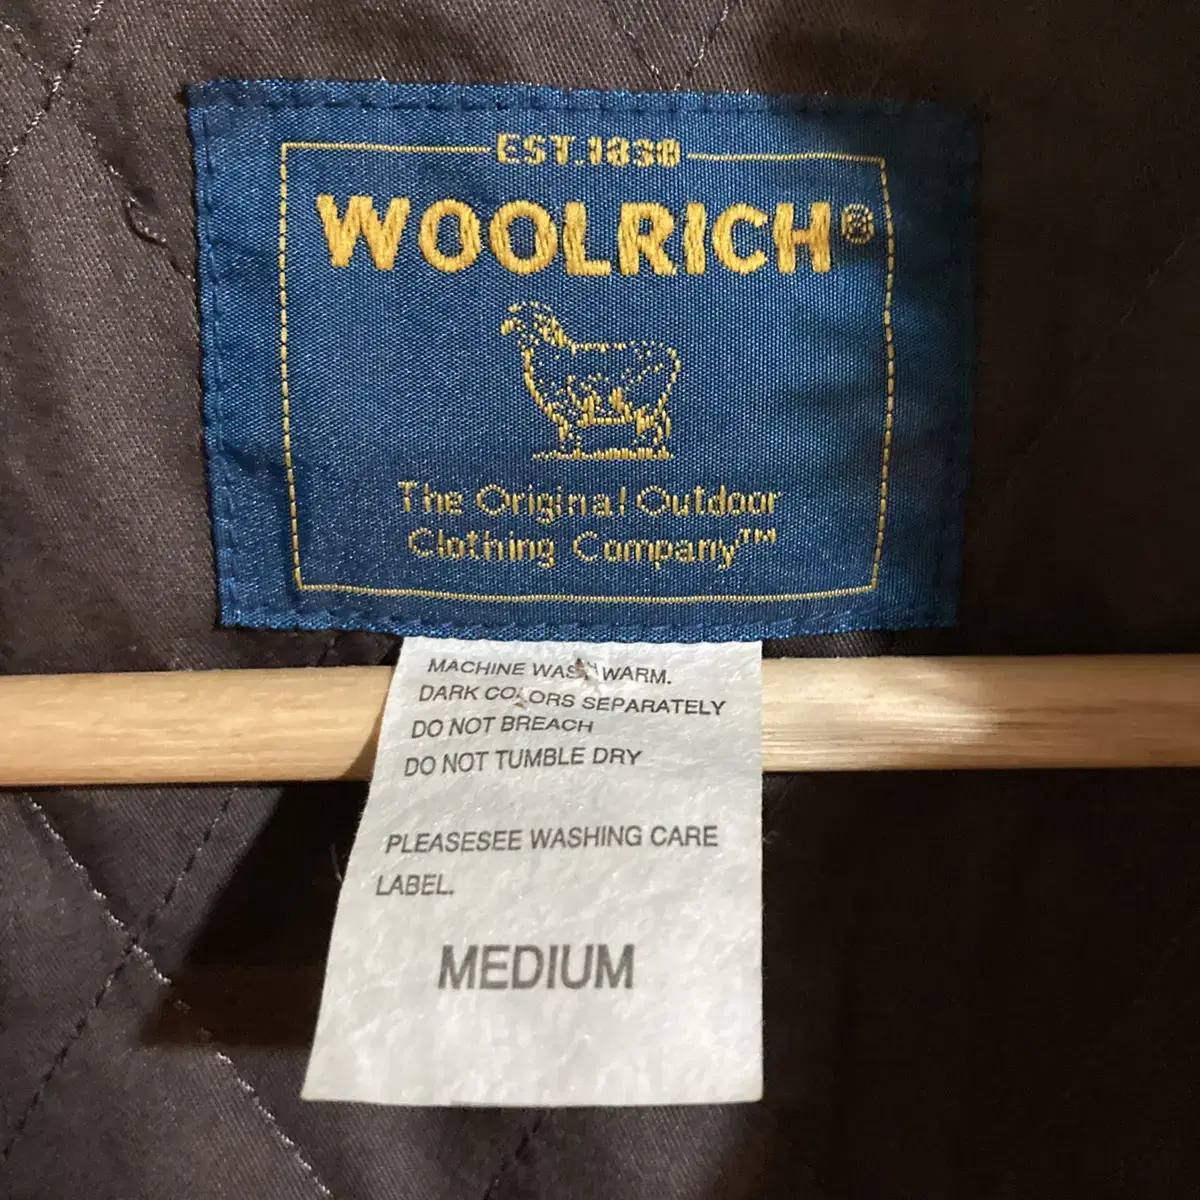 EST. 1830
WOOLRICH®
The Original Outdoor
Clothing Company™
MACHINE WASH WARM.
DARK COLORS SEPARATELY
DO NOT BREACH
DO NOT TUMBLE DRY
PLEASESEE WASHING CARE
LABEL.
MEDIUM